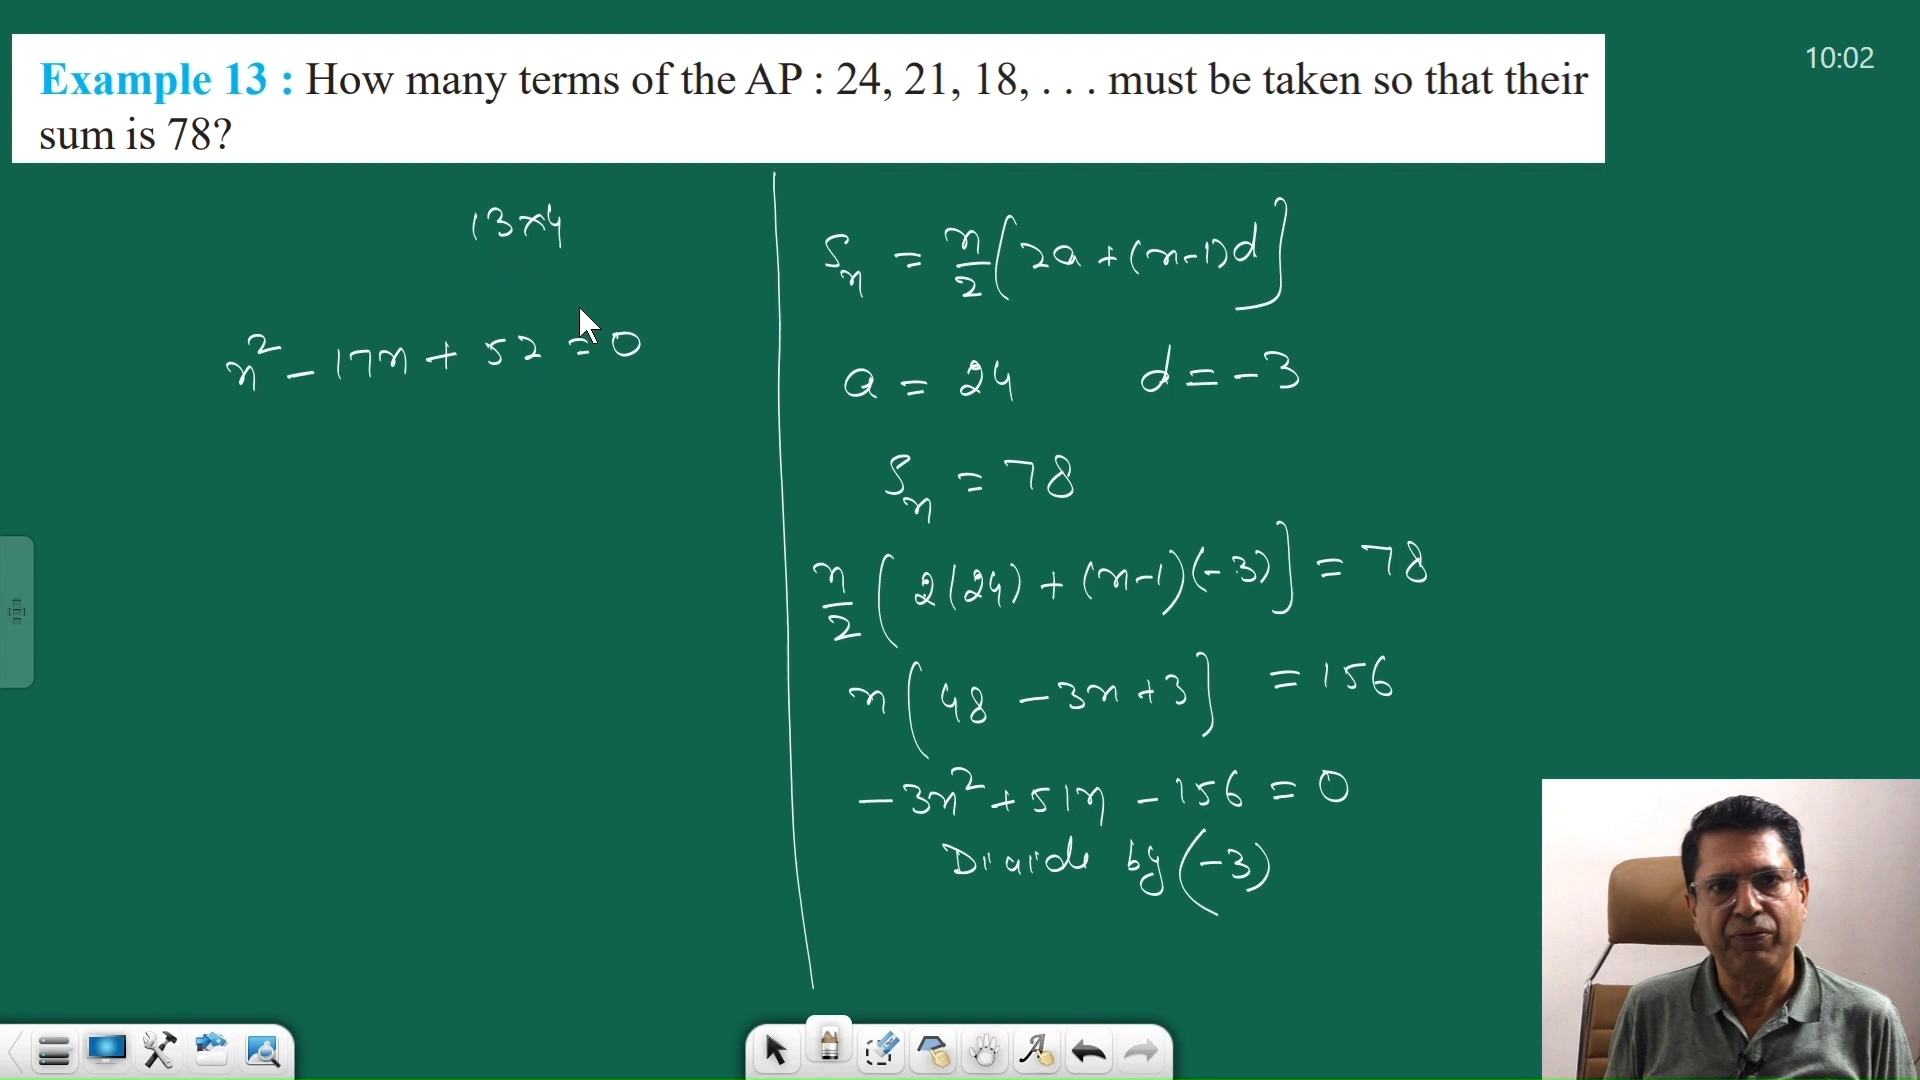 Example 13 : How many terms of the AP : 24, 21, 18, . . . must be taken so that their
sum is 78?
10:02
13×4
n² - 17n + 52 = 0
Sn = n/2 [2a + (n-1)d]
a = 24 d = -3
Sn = 78
n/2 [2(24) + (n-1)(-3)] = 78
n [48 - 3n + 3] = 156
-3n² + 51n - 156 = 0
Divide by (-3)